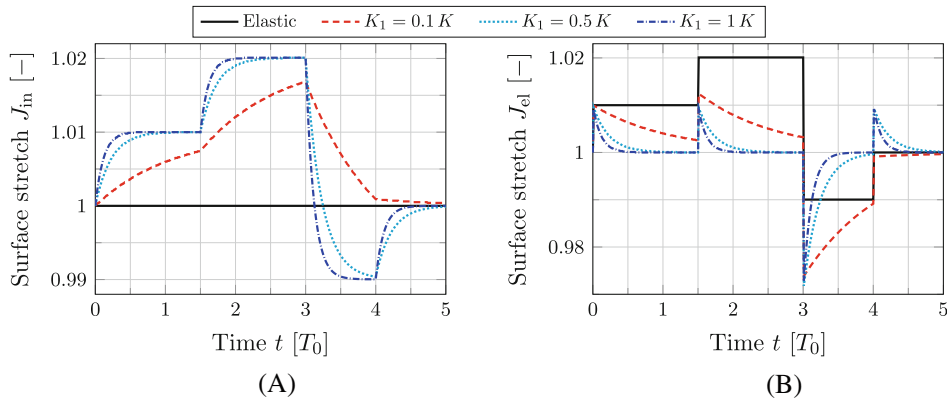 Elastic K₁ = 0.1 K K₁ = 0.5 K K₁ = 1 K
Surface stretch J_in [−]
1.02
1.01
1
0.99
0 1 2 3 4 5
Time t [T₀]
(A)
Surface stretch J_el [−]
1.02
1
0.98
0 1 2 3 4 5
Time t [T₀]
(B)